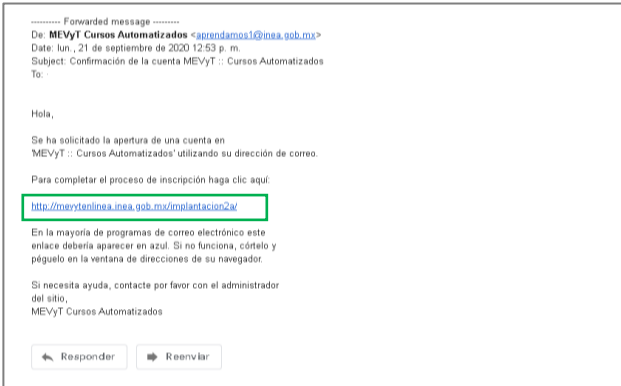 ---------- Forwarded message ---------
De: MEVyT Cursos Automatizados <aprendamos1@inea.gob.mx>
Date: lun., 21 de septiembre de 2020 12:53 p. m.
Subject: Confirmación de la cuenta MEVyT :: Cursos Automatizados
To:
Hola,
Se ha solicitado la apertura de una cuenta en
'MEVyT :: Cursos Automatizados' utilizando su dirección de correo.
Para completar el proceso de inscripción haga clic aquí:
http://mevytenlinea.inea.gob.mx/implantacion2a/
En la mayoría de programas de correo electrónico este
enlace debería aparecer en azul. Si no funciona, córtelo y
péguelo en la ventana de direcciones de su navegador.
Si necesita ayuda, contacte por favor con el administrador
del sitio,
MEVyT Cursos Automatizados
Responder Reenviar